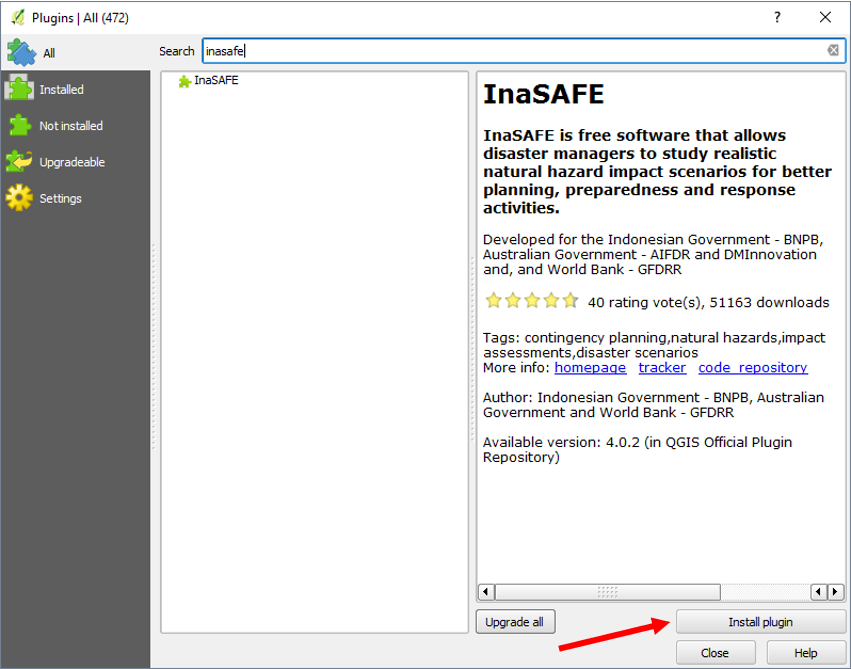 Plugins | All (472)
?
All
Search
inasafe
Installed
Not installed
Upgradeable
Settings
InaSAFE
InaSAFE
InaSAFE is free software that allows
disaster managers to study realistic
natural hazard impact scenarios for better
planning, preparedness and response
activities.
Developed for the Indonesian Government - BNPB,
Australian Government - AIFDR and DMInnovation
and, and World Bank - GFDRR
40 rating vote(s), 51163 downloads
Tags: contingency planning,natural hazards,impact
assessments,disaster scenarios
More info: homepage tracker code_repository
Author: Indonesian Government - BNPB, Australian
Government and World Bank - GFDRR
Available version: 4.0.2 (in QGIS Official Plugin
Repository)
Upgrade all
Install plugin
Close
Help